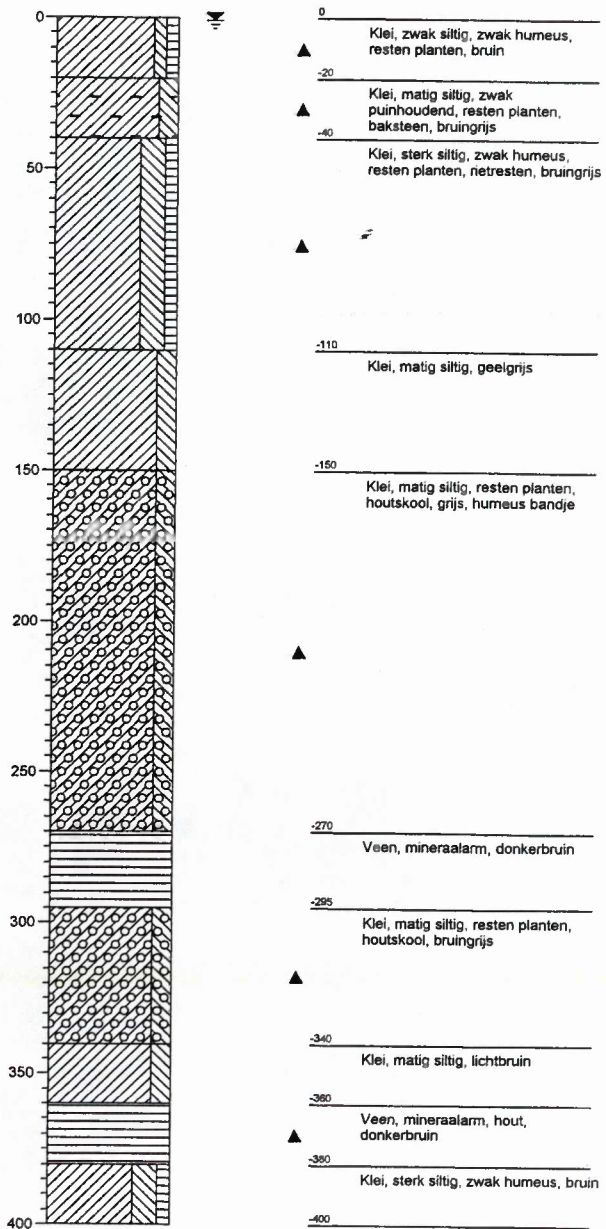 0
0
Klei, zwak siltig, zwak humeus,
resten planten, bruin
-20
Klei, matig siltig, zwak
puinhoudend, resten planten,
baksteen, bruingrijs
-40
Klei, sterk siltig, zwak humeus,
resten planten, rietresten, bruingrijs
50
100
-110
Klei, matig siltig, geelgrijs
150
-150
Klei, matig siltig, resten planten,
houtskool, grijs, humeus bandje
200
250
-270
Veen, mineraalarm, donkerbruin
-295
300
Klei, matig siltig, resten planten,
houtskool, bruingrijs
-340
Klei, matig siltig, lichtbruin
350
-360
Veen, mineraalarm, hout,
donkerbruin
-380
Klei, sterk siltig, zwak humeus, bruin
400
-400